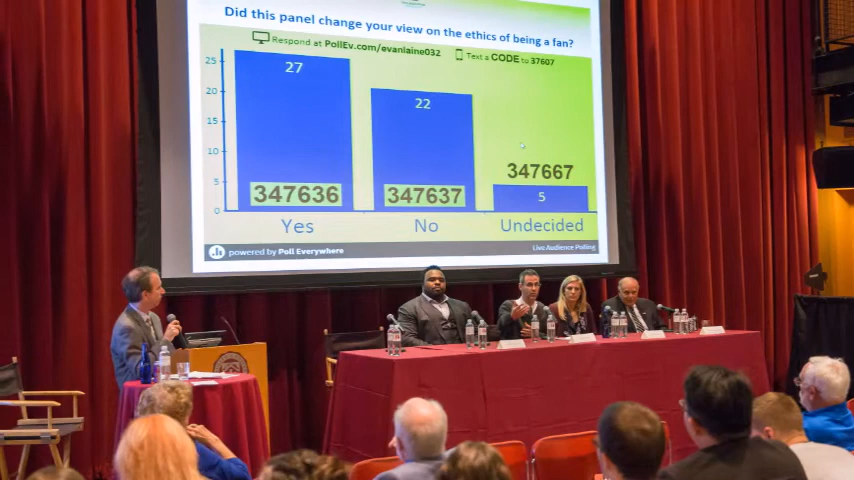 Did this panel change your view on the ethics of being a fan?
Respond at PollEv.com/evanlaine032
Text a CODE to 37607
25
20
15
10
5
0
27
22
5
347636
347637
347667
Yes
No
Undecided
powered by Poll Everywhere
Live Audience Polling